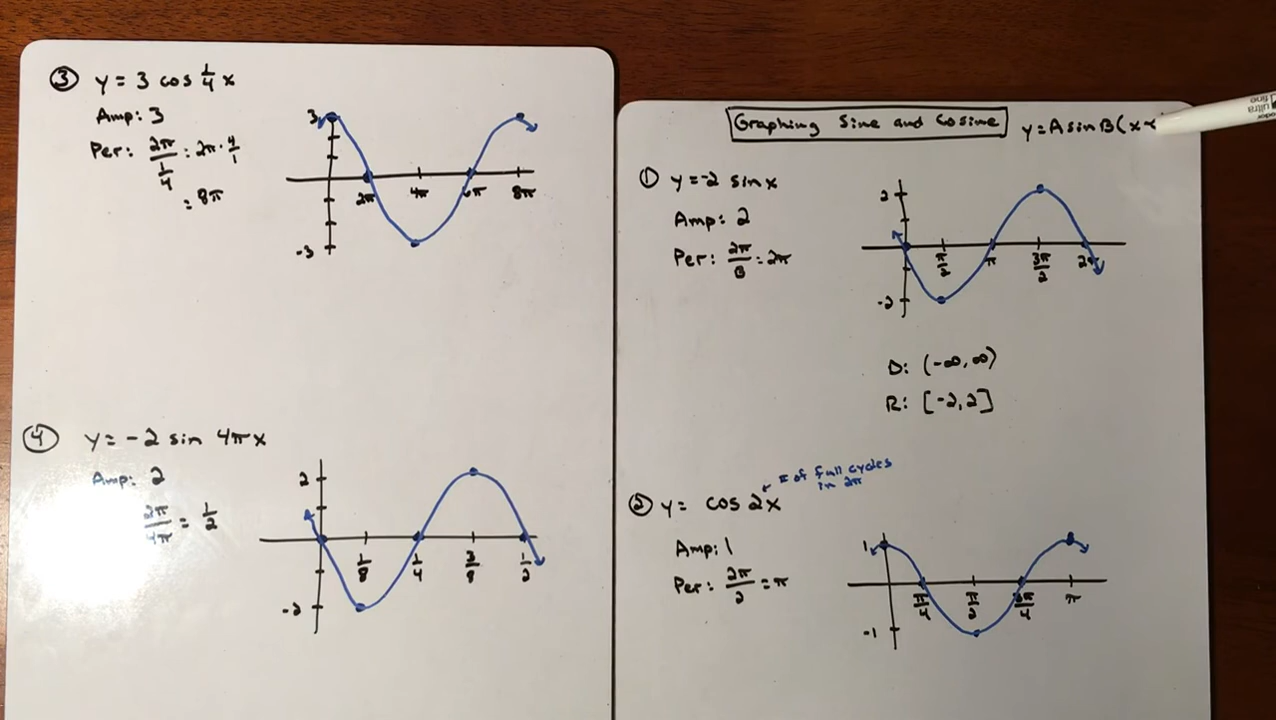 ③ y = 3 cos 1/4 x
Amp: 3
Per: 2π / 1/4 = 2π · 4/1
= 8π
3
2π 4π 6π 8π
-3
④ y = -2 sin 4πx
Amp: 2
2π/4π = 1/2
2
1/8 1/4 3/8 1/2
-2
Graphing Sine and Cosine
y = A sin B(x-
① y = -2 sin x
Amp: 2
Per: 2π/B = 2π
2
π/2 π 3π/2 2π
-2
D: (-∞, ∞)
R: [-2, 2]
# of full cycles
in 2π
② y = cos 2x
Amp: 1
Per: 2π/2 = π
1
π/4 π/2 3π/4 π
-1
ultra
fine